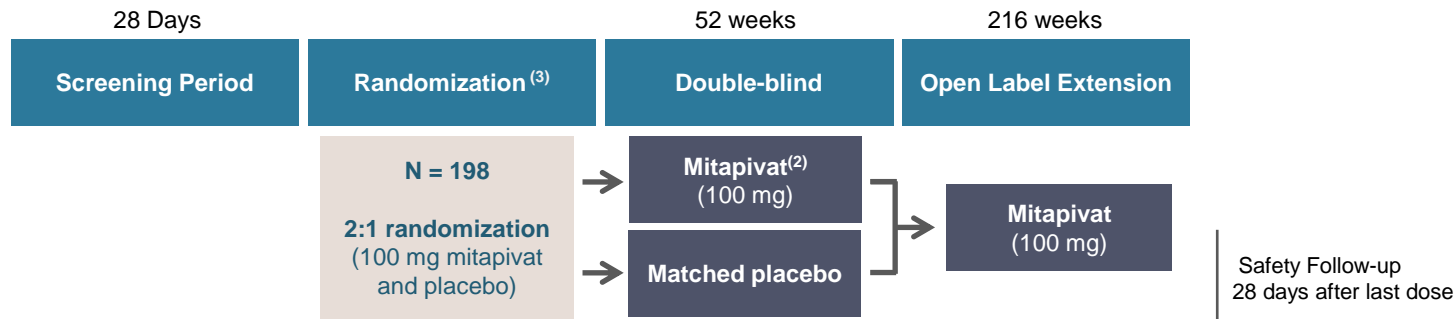 28 Days
52 weeks
216 weeks
Screening Period
Randomization (3)
Double-blind
Open Label Extension
N = 198
2:1 randomization
(100 mg mitapivat
and placebo)
Mitapivat(2)
(100 mg)
Matched placebo
Mitapivat
(100 mg)
Safety Follow-up
28 days after last dose